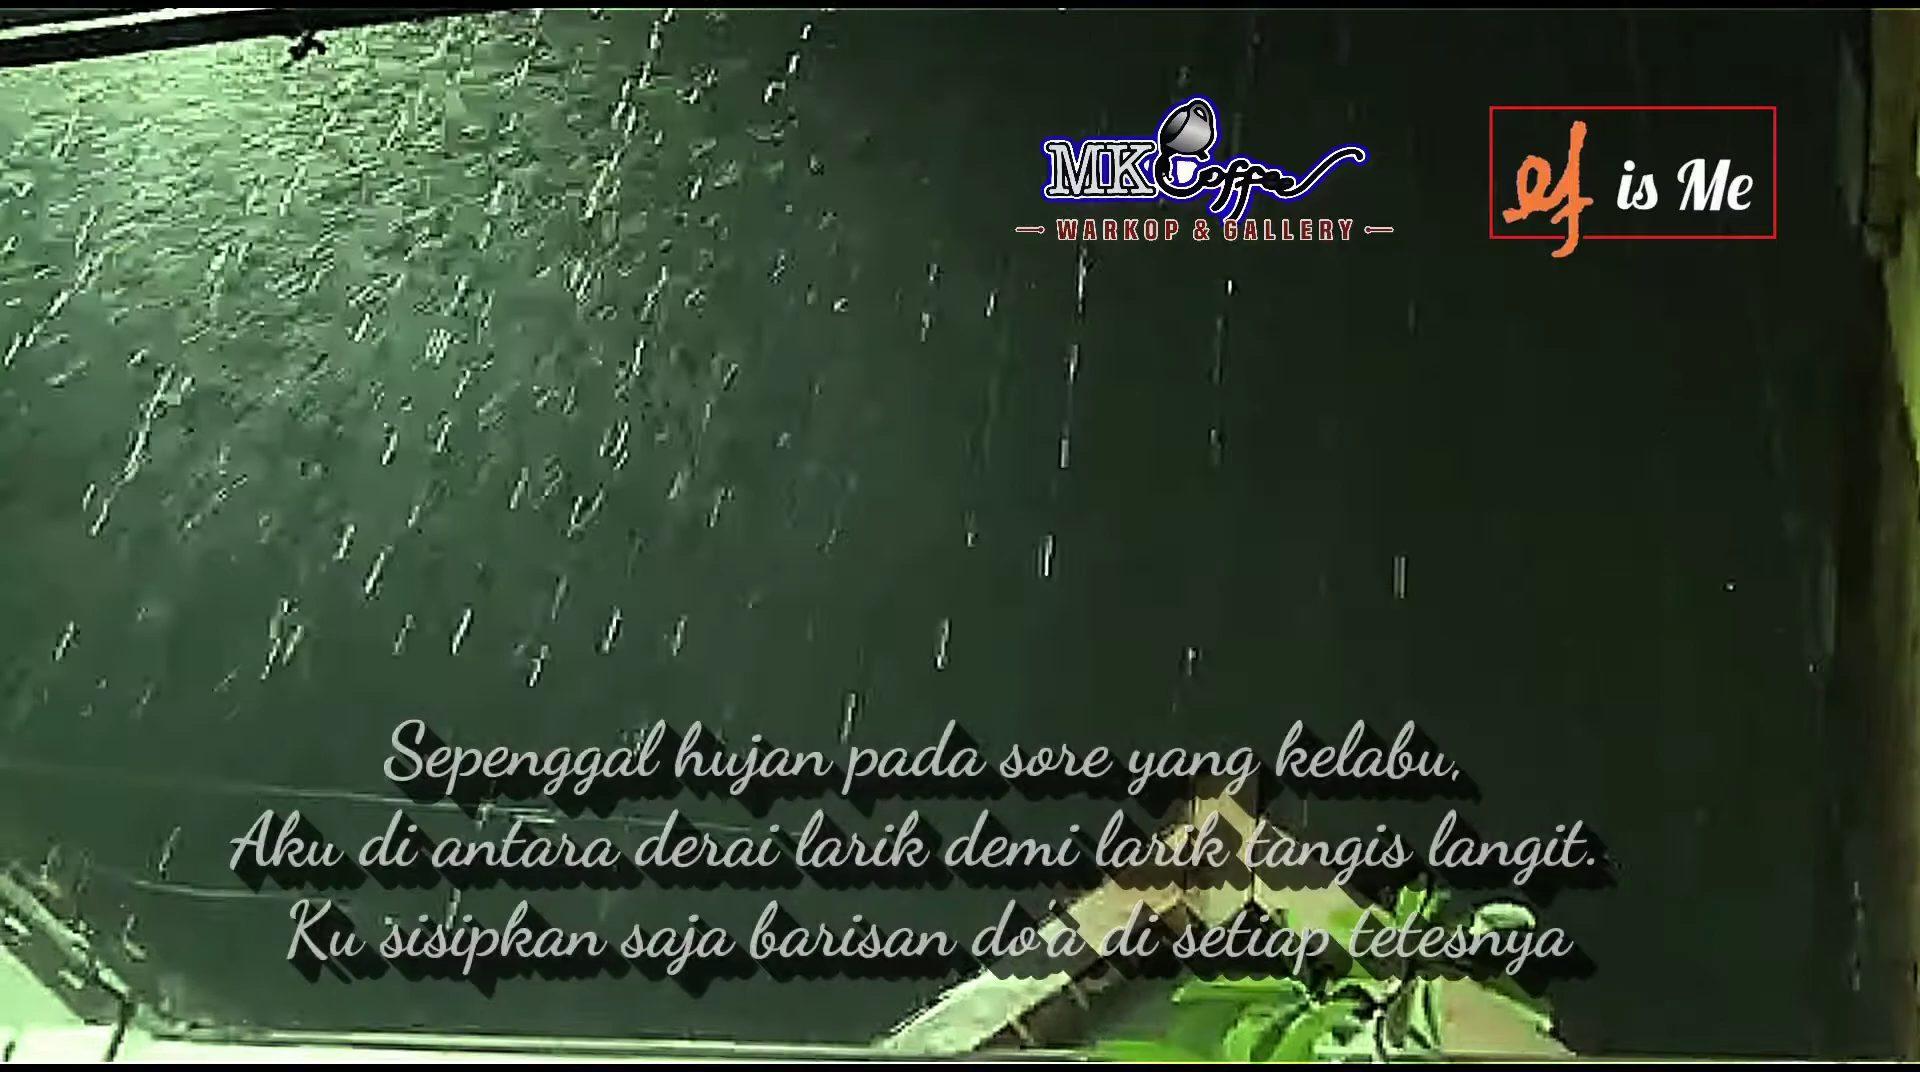 MK Coffee
WARKOP & GALLERY
ef is Me
Sepenggal hujan pada sore yang kelabu,
Aku di antara derai larik demi larik tangis langit.
Ku sisipkan saja barisan do'a di setiap tetesnya